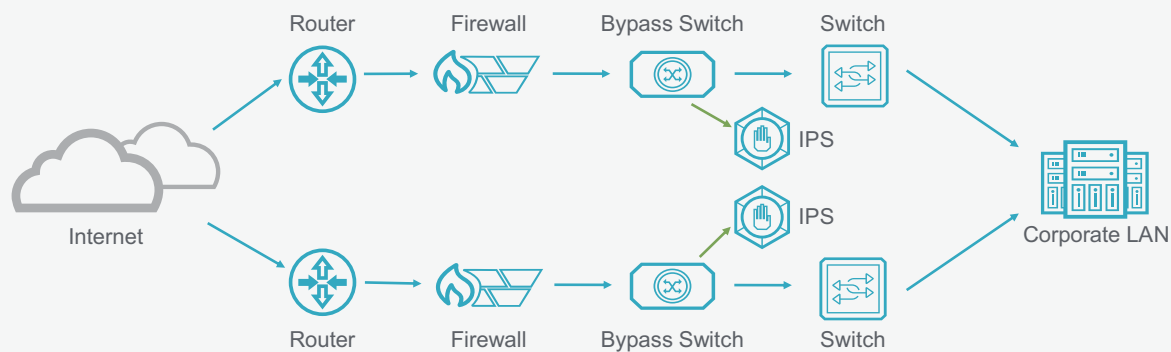 Router
Firewall
Bypass Switch
Switch
IPS
IPS
Internet
Corporate LAN
Router
Firewall
Bypass Switch
Switch